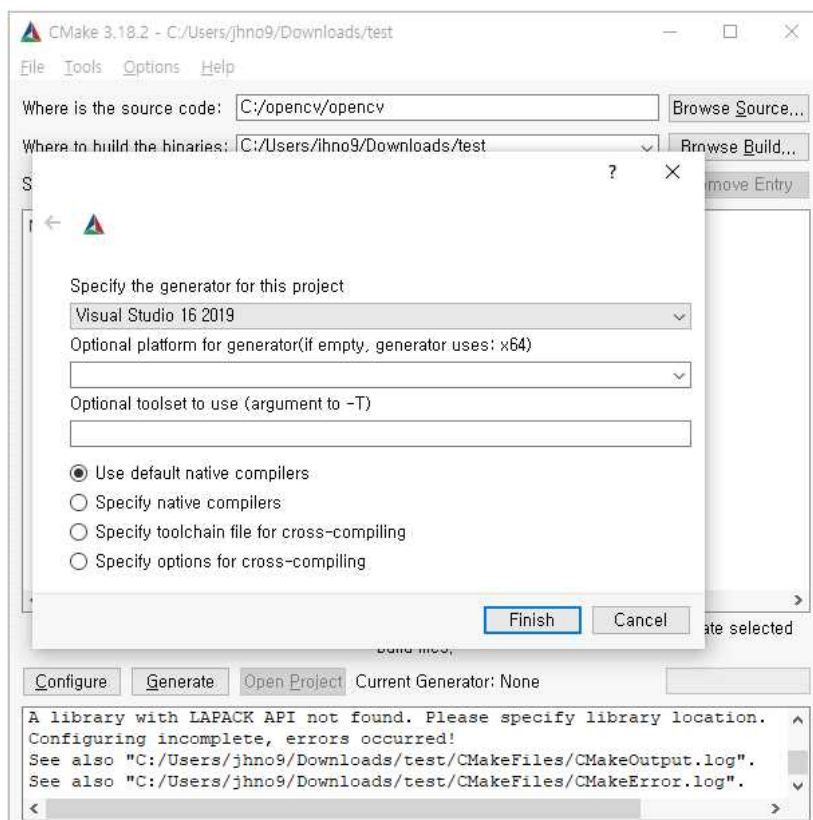 CMake 3.18.2 - C:/Users/jhno9/Downloads/test
File Tools Options Help
Where is the source code: C:/opencv/opencv Browse Source...
Where to build the binaries: C:/Users/jhno9/Downloads/test Browse Build...
S move Entry
?
Specify the generator for this project
Visual Studio 16 2019
Optional platform for generator(if empty, generator uses: x64)
Optional toolset to use (argument to -T)
Use default native compilers
Specify native compilers
Specify toolchain file for cross-compiling
Specify options for cross-compiling
Finish Cancel
ate selected
build files.
Configure Generate Open Project Current Generator: None
A library with LAPACK API not found. Please specify library location.
Configuring incomplete, errors occurred!
See also "C:/Users/jhno9/Downloads/test/CMakeFiles/CMakeOutput.log".
See also "C:/Users/jhno9/Downloads/test/CMakeFiles/CMakeError.log".